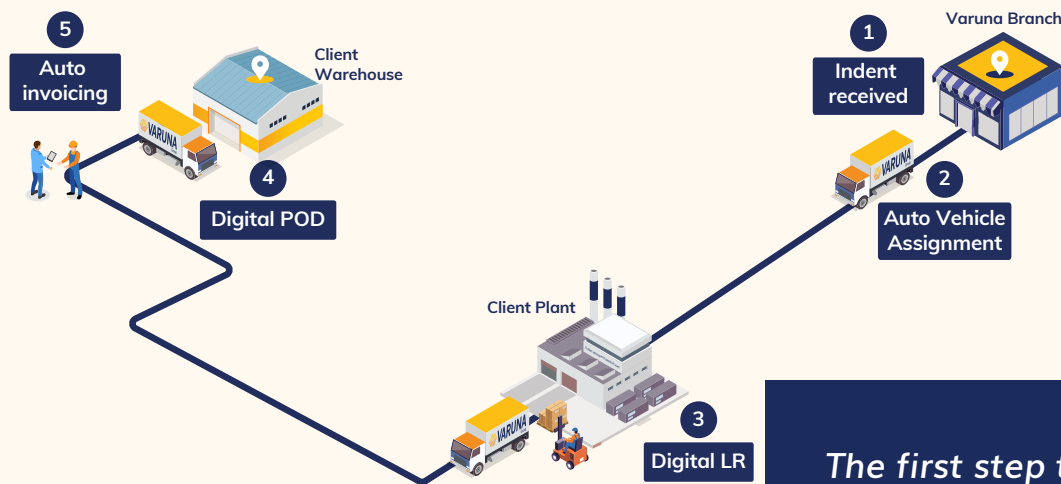 Varuna Branch
1
Indent
received
VARUNA
2
Auto Vehicle
Assignment
Client Plant
VARUNA
3
Digital LR
Client
Warehouse
VARUNA
4
Digital POD
5
Auto
invoicing
The first step